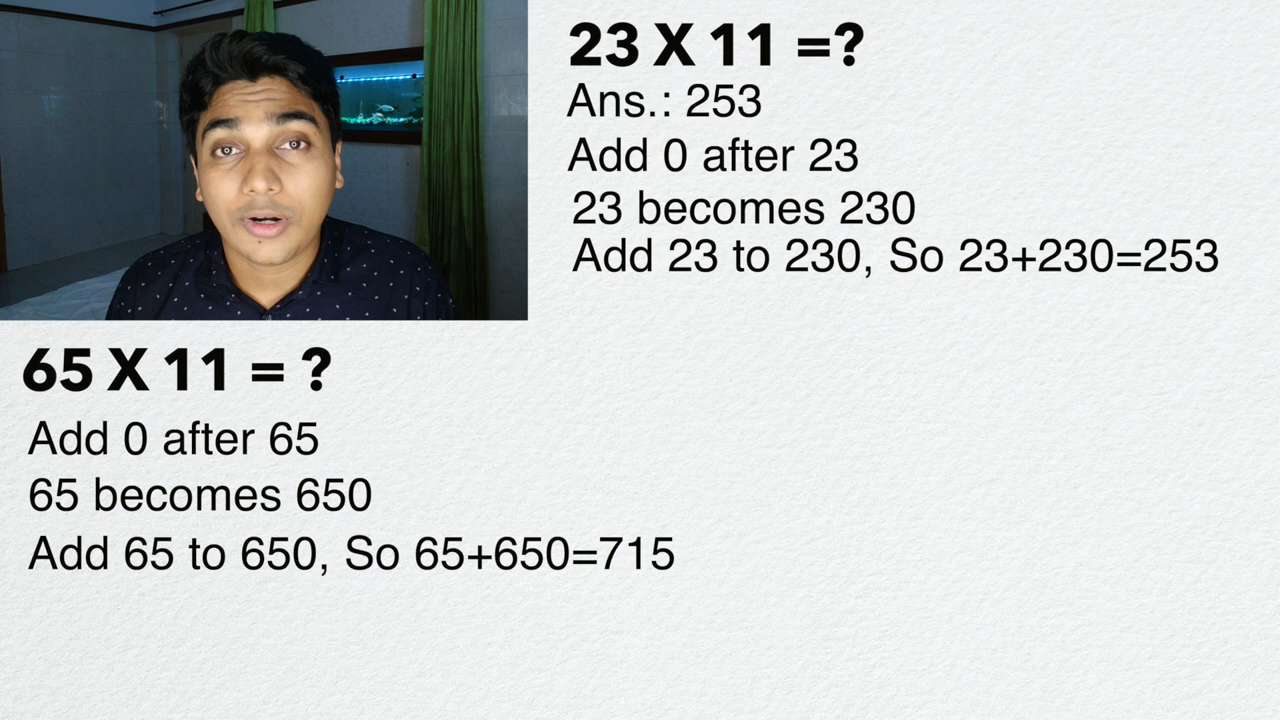 23 X 11 =?
Ans.: 253
Add 0 after 23
23 becomes 230
Add 23 to 230, So 23+230=253
65 X 11 = ?
Add 0 after 65
65 becomes 650
Add 65 to 650, So 65+650=715